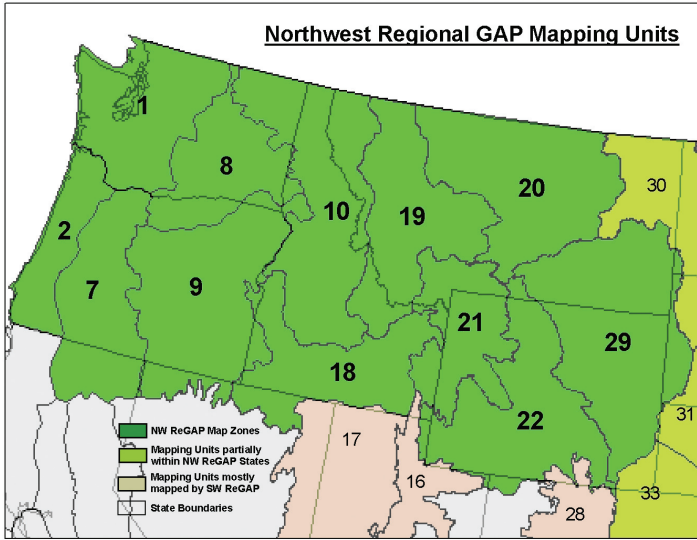 Northwest Regional GAP Mapping Units
1
8
20
30
10
19
2
7
9
21
29
18
22
31
17
16
33
28
NW ReGAP Map Zones
Mapping Units partially
within NW ReGAP States
Mapping Units mostly
mapped by SW ReGAP
State Boundaries